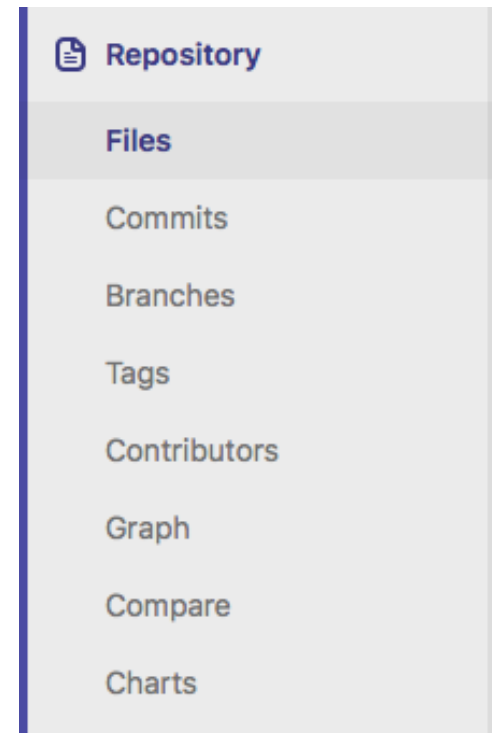 Repository
Files
Commits
Branches
Tags
Contributors
Graph
Compare
Charts